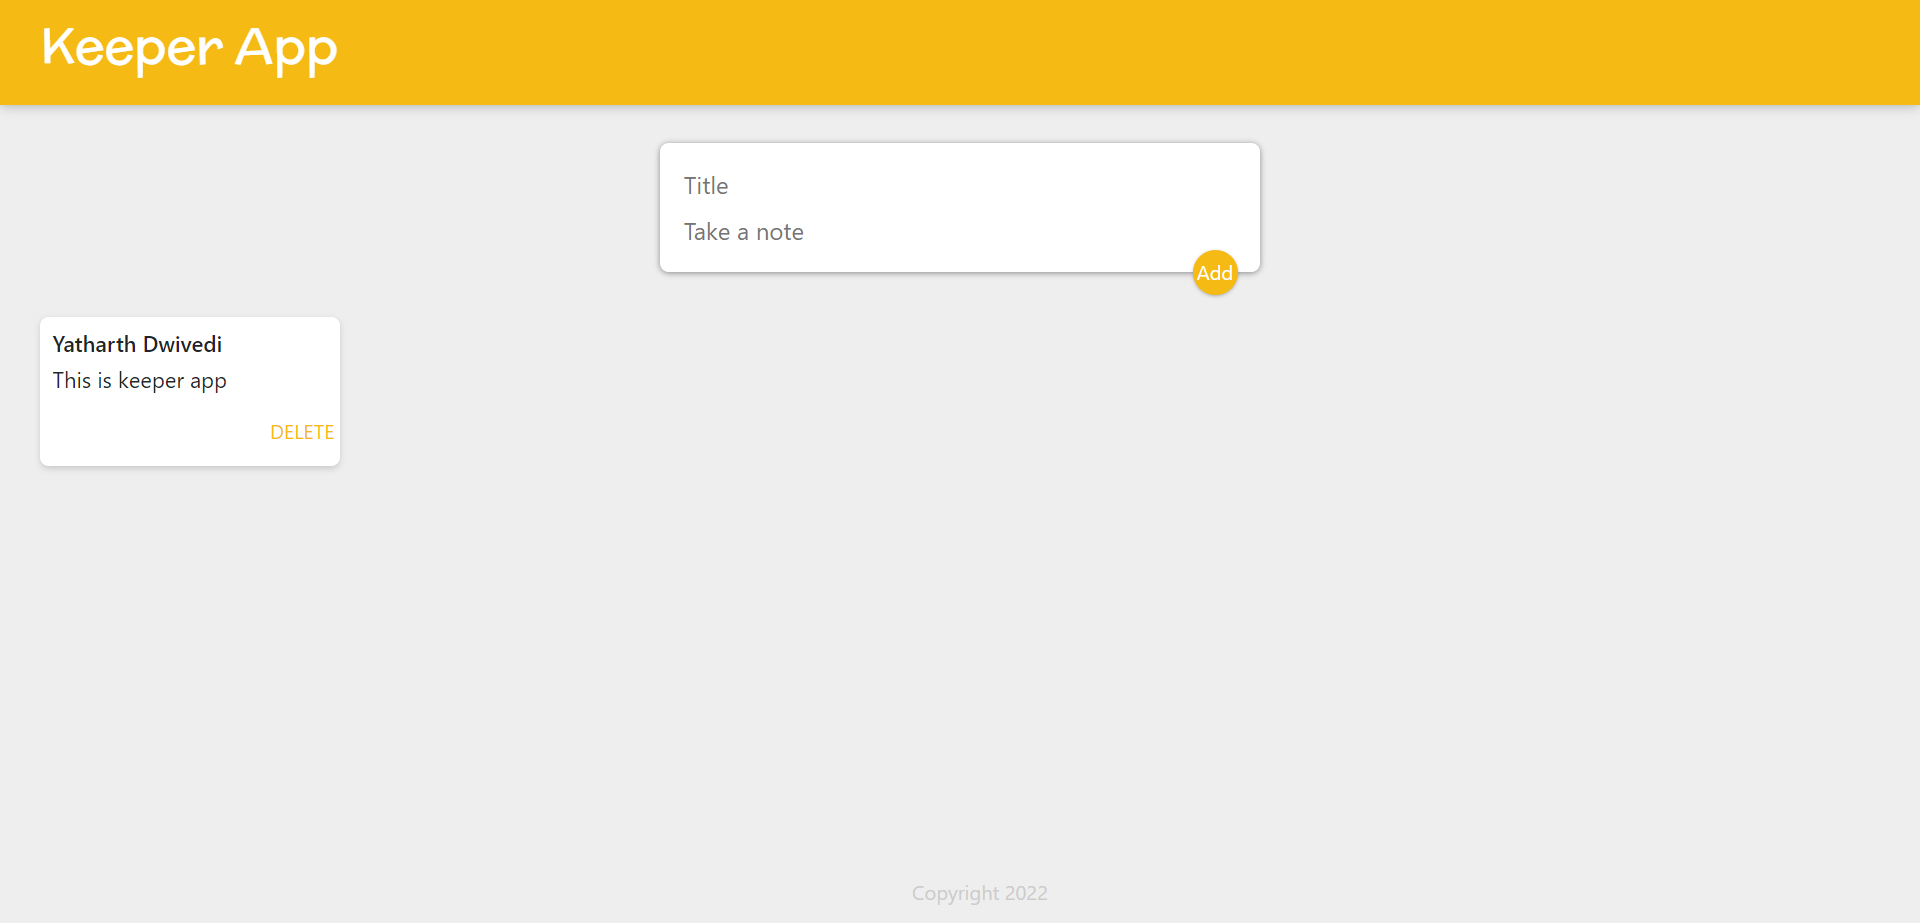 Keeper App
Title
Take a note
Add
Yatharth Dwivedi
This is keeper app
DELETE
Copyright 2022